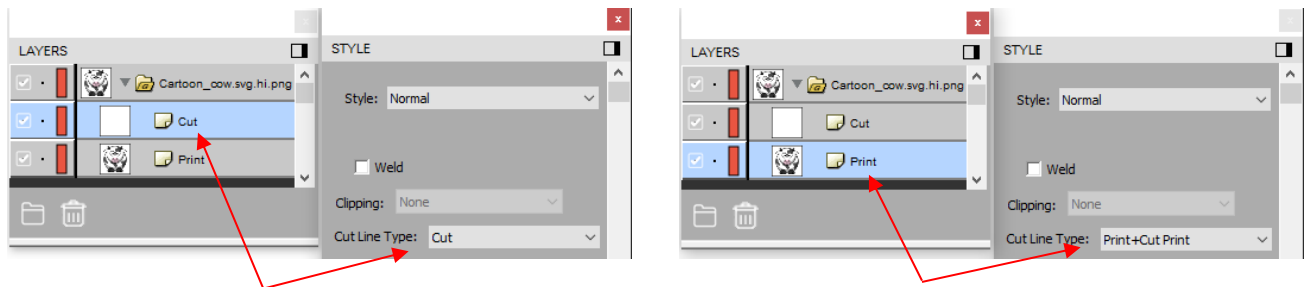 x
LAYERS
Cartoon_cow.svg.hi.png
Cut
Print
x
STYLE
Style: Normal
Weld
Clipping: None
Cut Line Type: Cut
x
LAYERS
Cartoon_cow.svg.hi.png
Cut
Print
x
STYLE
Style: Normal
Weld
Clipping: None
Cut Line Type: Print+Cut Print